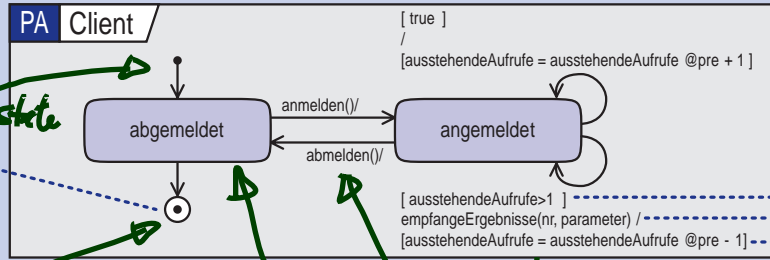 PA Client
[ true ]
/
[ausstehendeAufrufe = ausstehendeAufrufe @pre + 1 ]
state
anmelden()/
abgemeldet
angemeldet
abmelden()/
[ ausstehendeAufrufe>1 ]
empfangeErgebnisse(nr, parameter) /
[ausstehendeAufrufe = ausstehendeAufrufe @pre - 1]